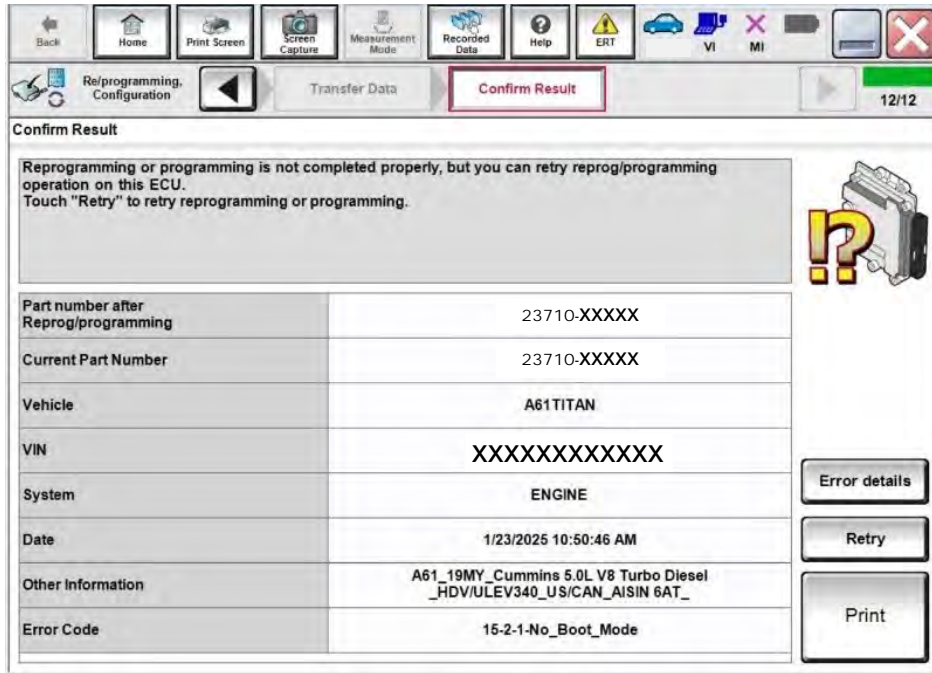 Back
Home
Print Screen
Screen
Capture
Measurement
Mode
Recorded
Data
Help
ERT
VI
MI
Re/programming,
Configuration
Transfer Data
Confirm Result
12/12
Confirm Result
Reprogramming or programming is not completed properly, but you can retry reprog/programming
operation on this ECU.
Touch "Retry" to retry reprogramming or programming.
!?
Part number after
Reprog/programming
23710-XXXXX
Current Part Number
23710-XXXXX
Vehicle
A61TITAN
VIN
XXXXXXXXXXXX
System
ENGINE
Date
1/23/2025 10:50:46 AM
Other Information
A61_19MY_Cummins 5.0L V8 Turbo Diesel
_HDV/ULEV340_US/CAN_AISIN 6AT_
Error Code
15-2-1-No_Boot_Mode
Error details
Retry
Print